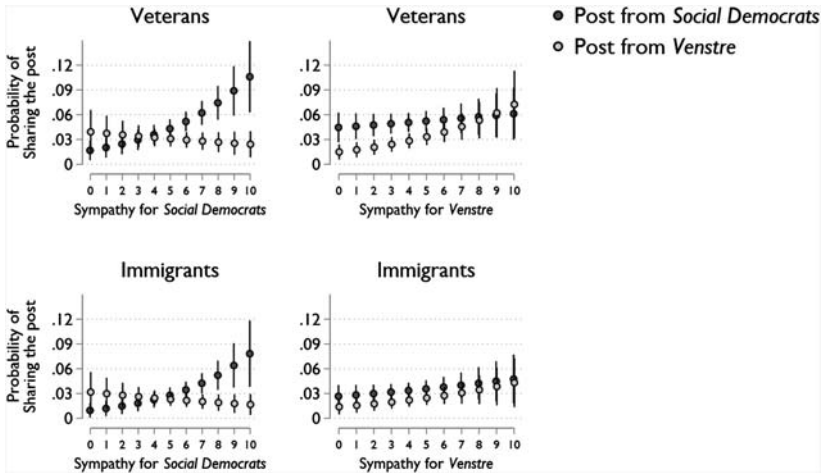 Veterans
Veterans
Post from Social Democrats
Post from Venstre
Probability of
Sharing the post
.12
.09
.06
.03
0
0 1 2 3 4 5 6 7 8 9 10
Sympathy for Social Democrats
.12
.09
.06
.03
0
0 1 2 3 4 5 6 7 8 9 10
Sympathy for Venstre
Immigrants
Immigrants
Probability of
Sharing the post
.12
.09
.06
.03
0
0 1 2 3 4 5 6 7 8 9 10
Sympathy for Social Democrats
.12
.09
.06
.03
0
0 1 2 3 4 5 6 7 8 9 10
Sympathy for Venstre